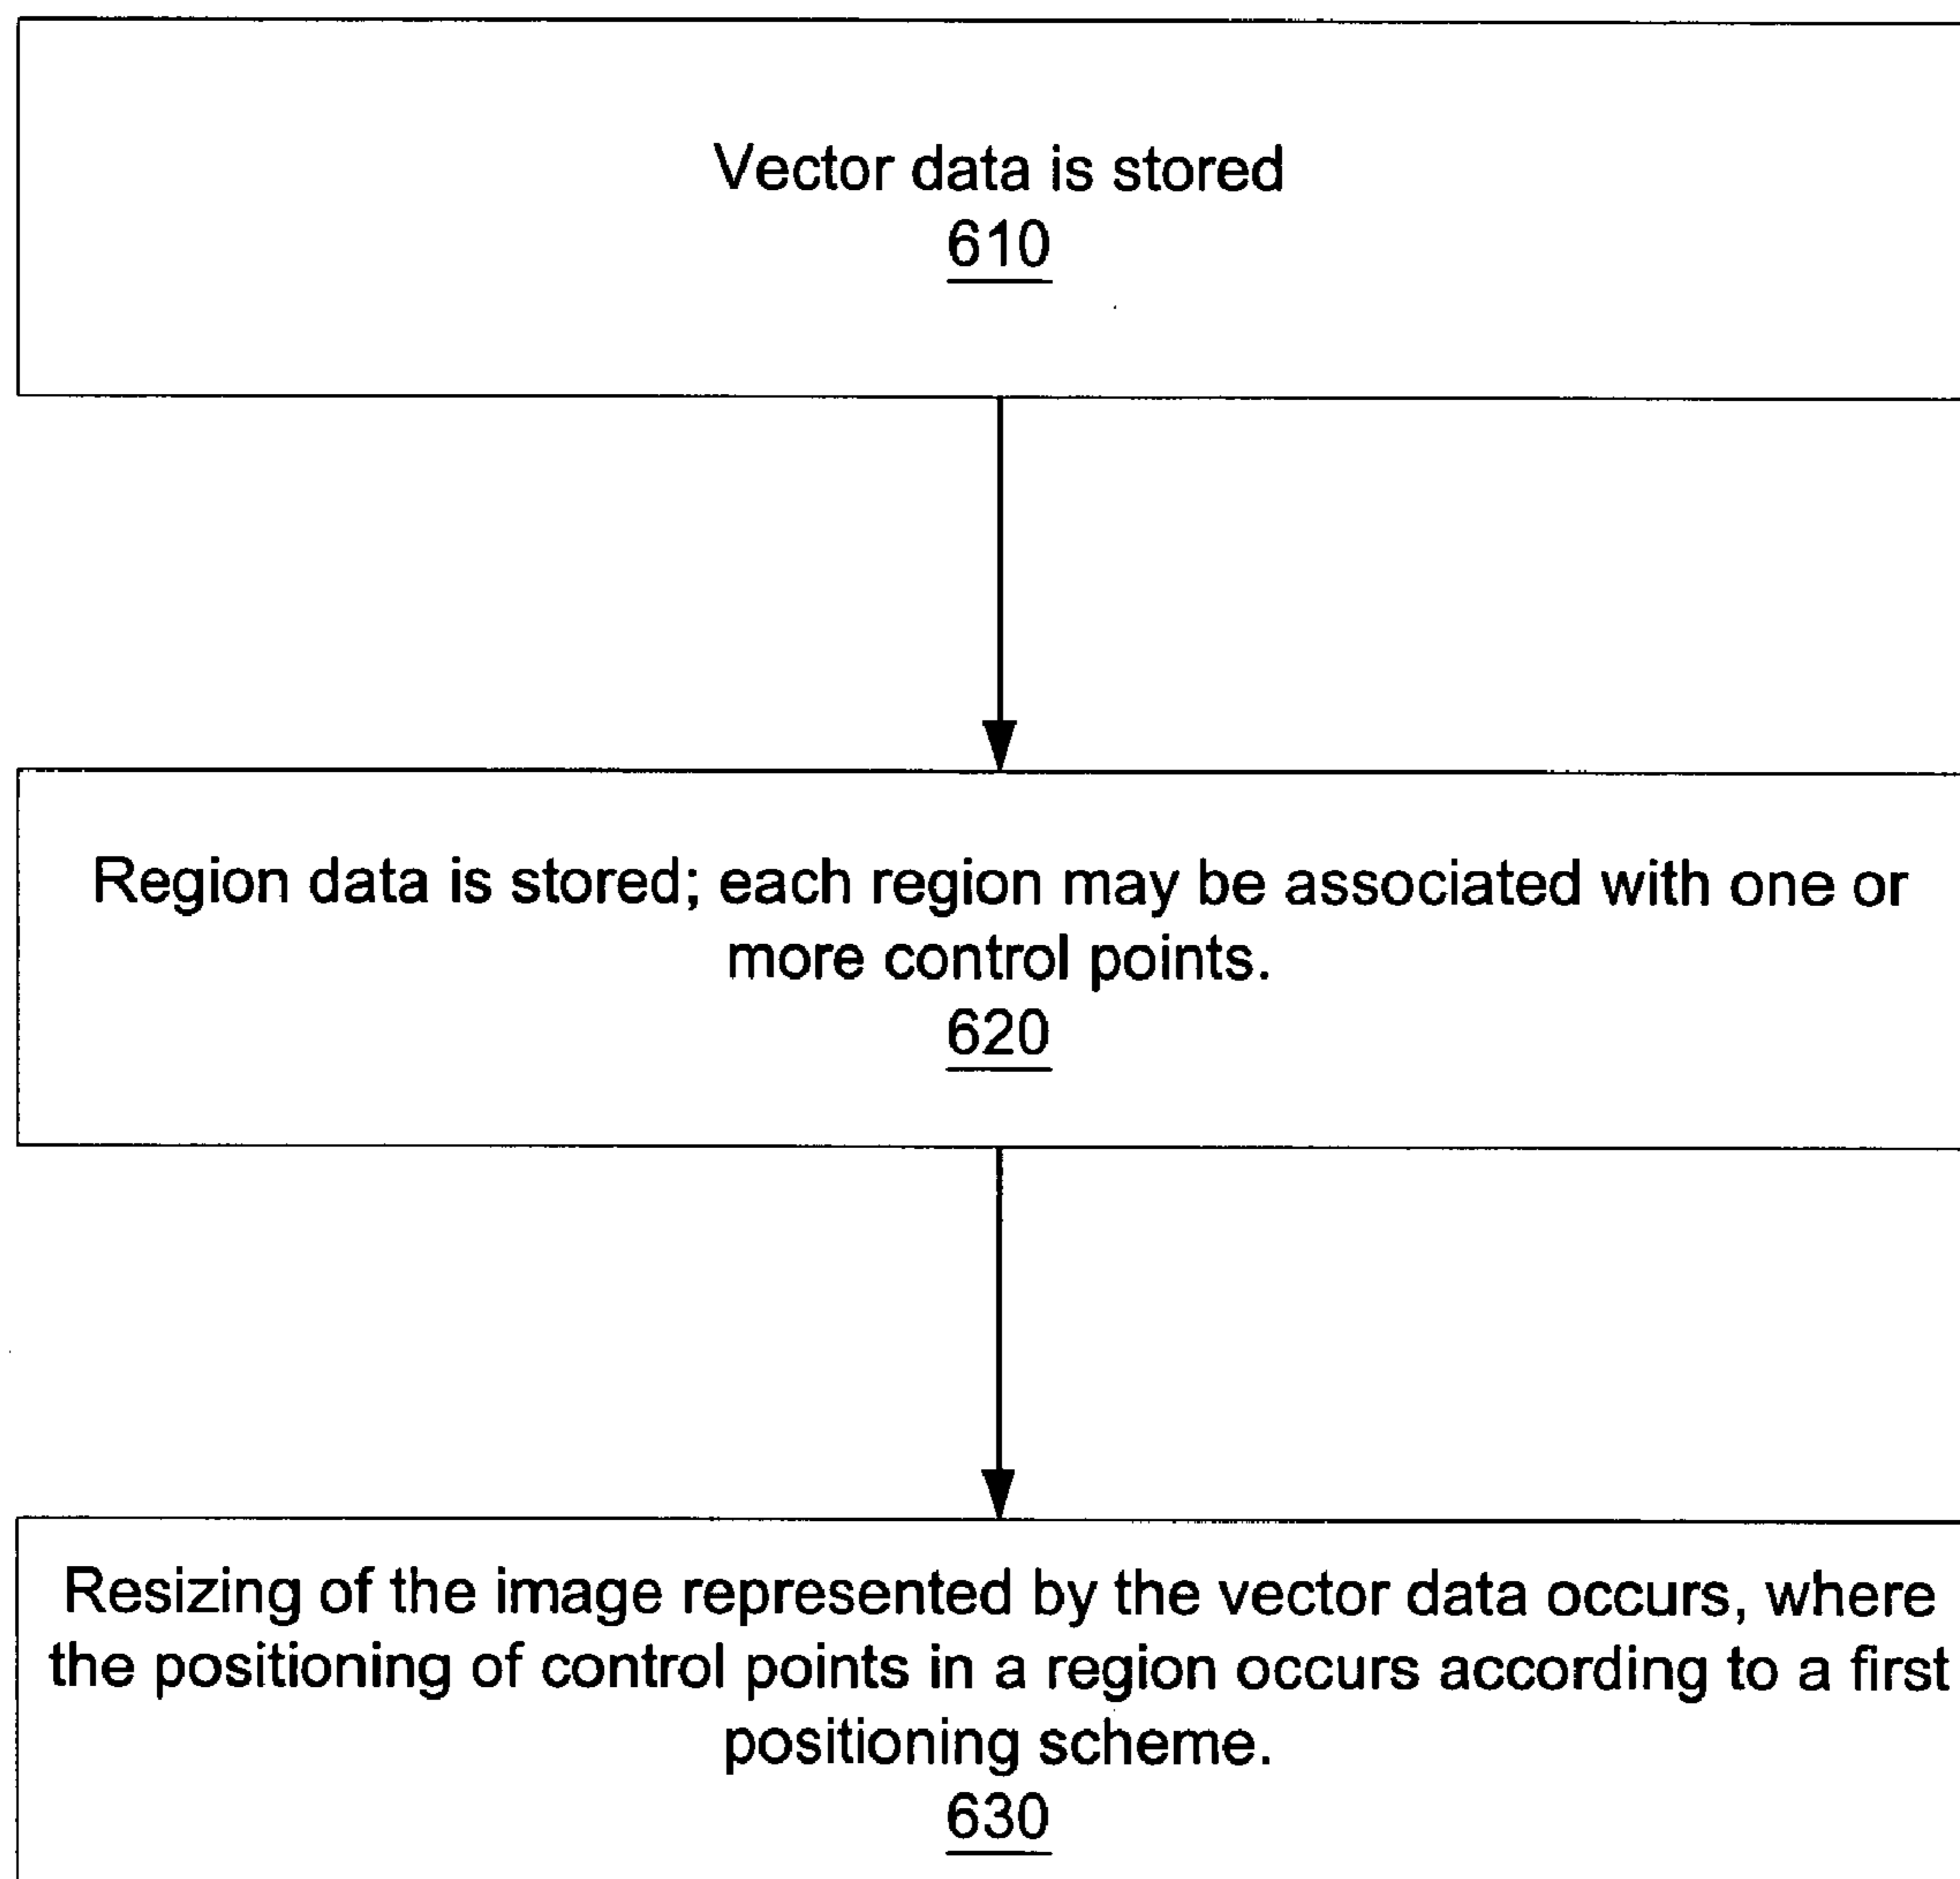 Vector data is stored
610
Region data is stored; each region may be associated with one or
more control points.
620
Resizing of the image represented by the vector data occurs, where
the positioning of control points in a region occurs according to a first
positioning scheme.
630